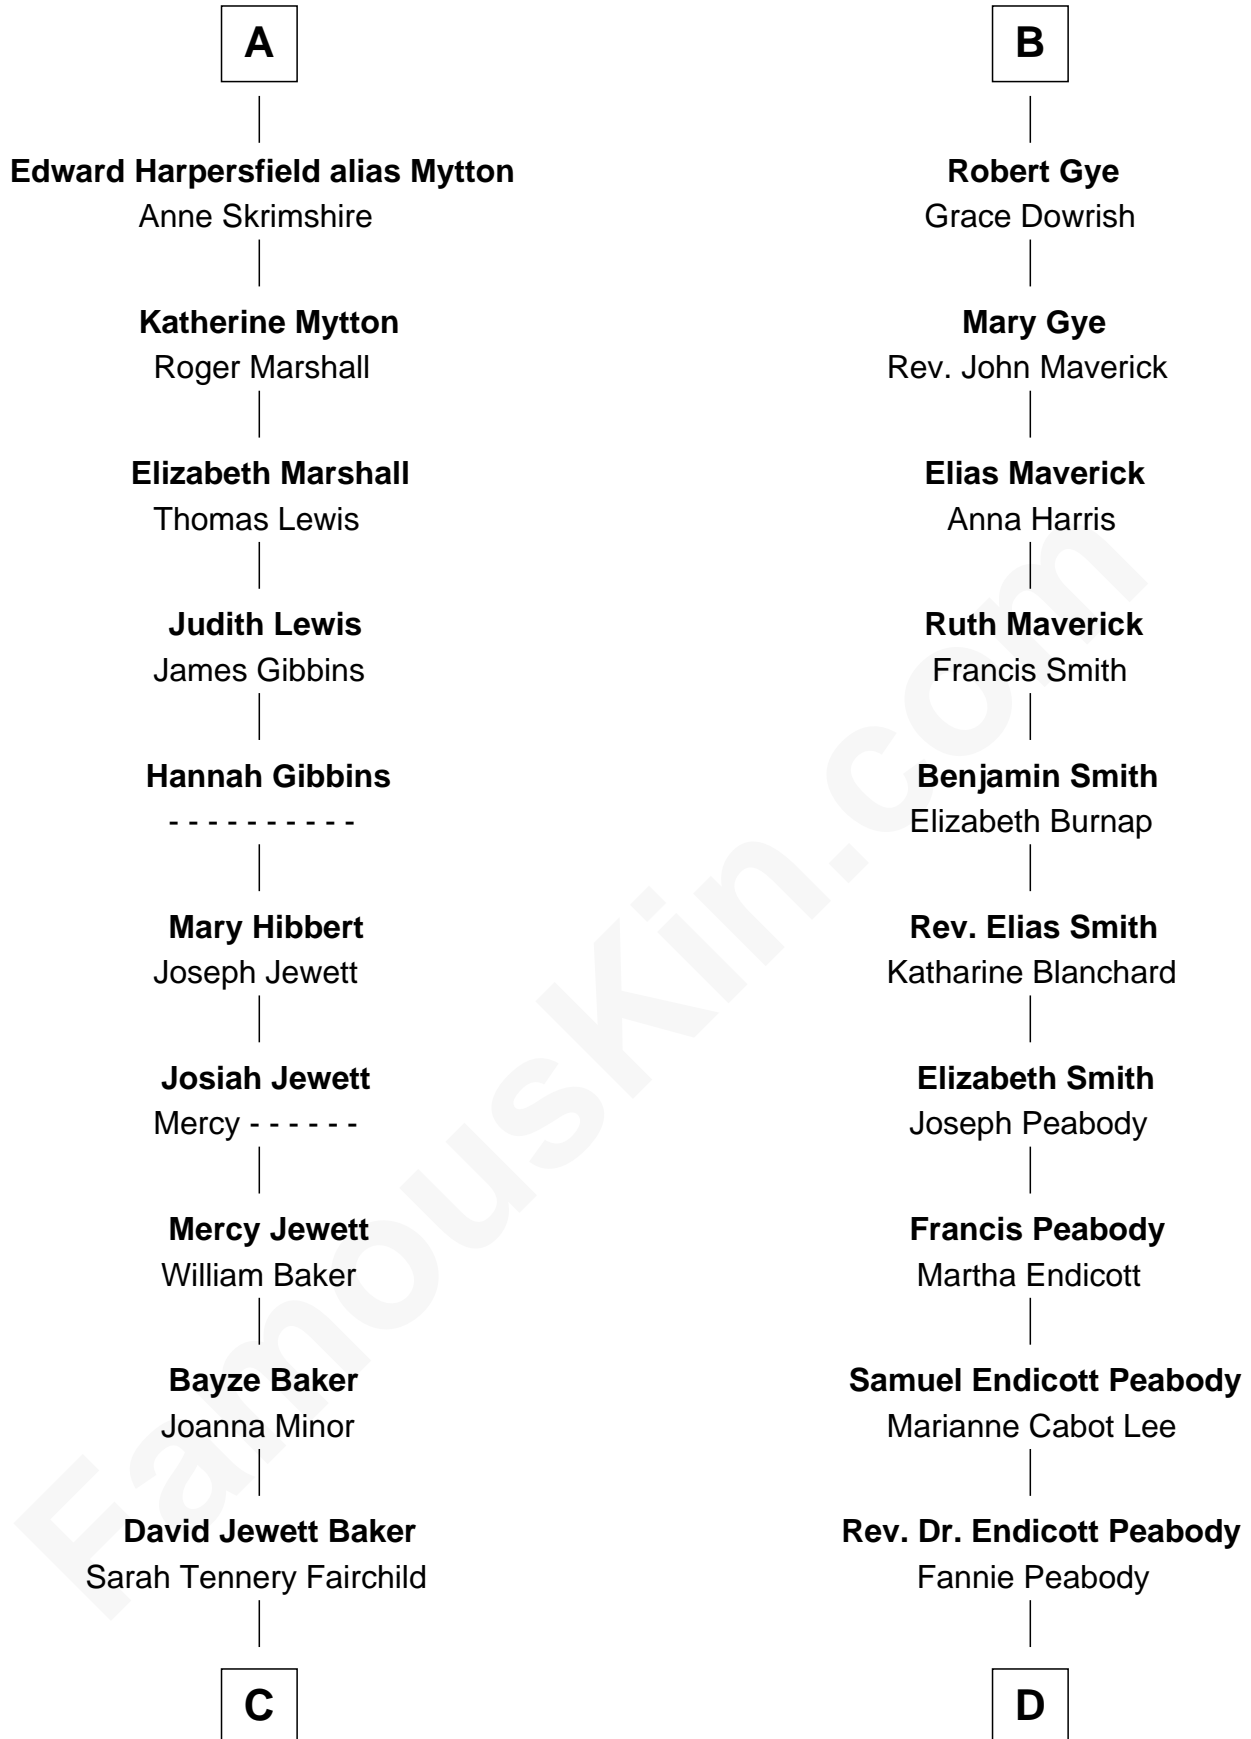 A
Edward Harpersfield alias Mytton
Anne Skrimshire
Katherine Mytton
Roger Marshall
Elizabeth Marshall
Thomas Lewis
Judith Lewis
James Gibbins
Hannah Gibbins
- - - - - - - - - -
Mary Hibbert
Joseph Jewett
Josiah Jewett
Mercy - - - - - -
Mercy Jewett
William Baker
Bayze Baker
Joanna Minor
David Jewett Baker
Sarah Tennery Fairchild
C
B
Robert Gye
Grace Dowrish
Mary Gye
Rev. John Maverick
Elias Maverick
Anna Harris
Ruth Maverick
Francis Smith
Benjamin Smith
Elizabeth Burnap
Rev. Elias Smith
Katharine Blanchard
Elizabeth Smith
Joseph Peabody
Francis Peabody
Martha Endicott
Samuel Endicott Peabody
Marianne Cabot Lee
Rev. Dr. Endicott Peabody
Fannie Peabody
D
FamousKin.com